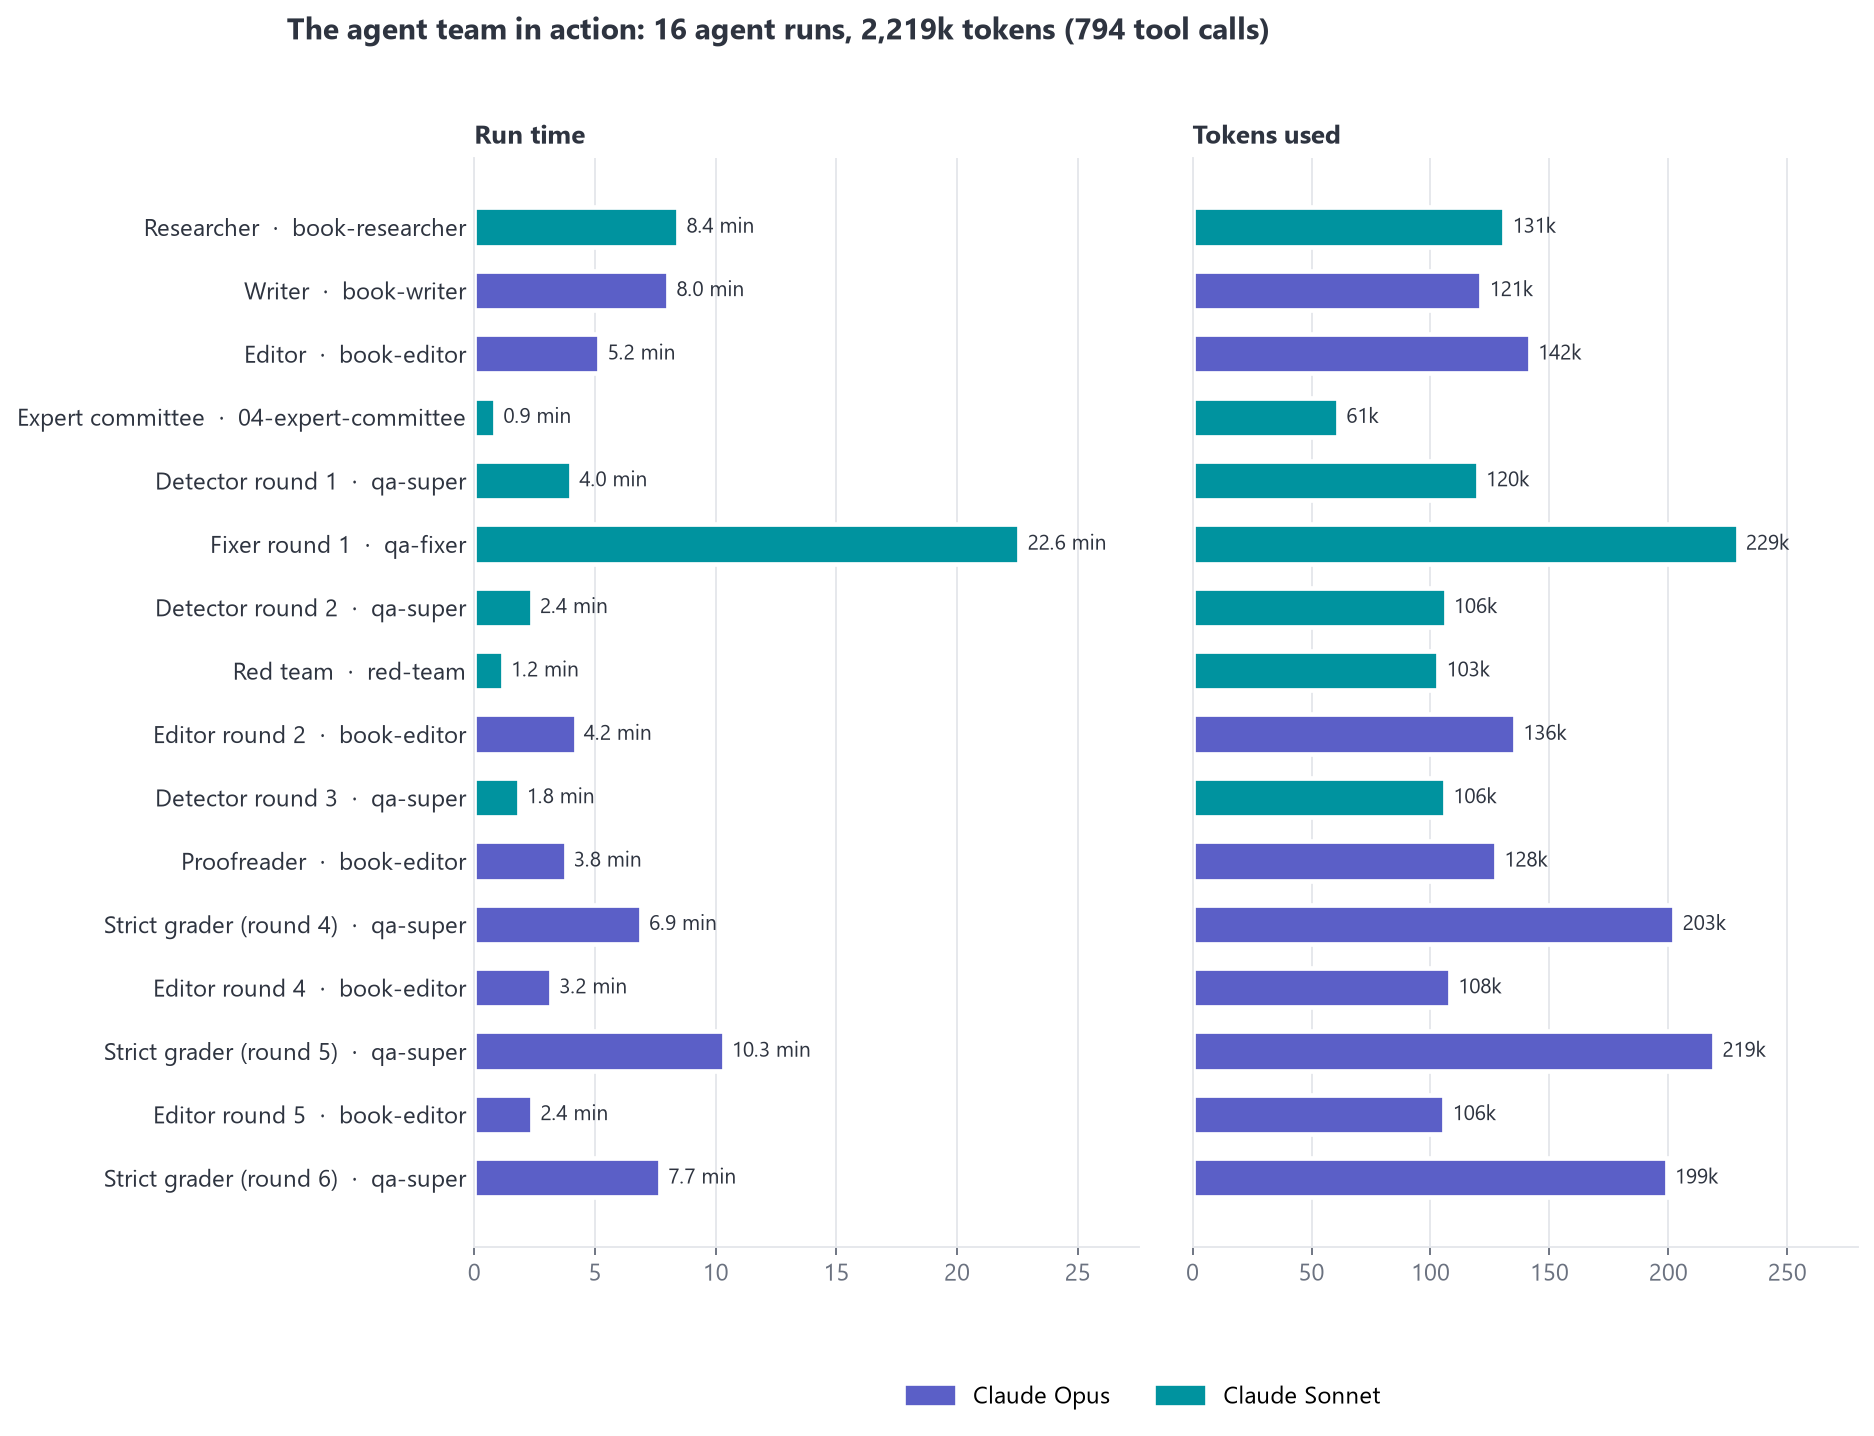 The agent team in action: 16 agent runs, 2,219k tokens (794 tool calls)
Run time
Tokens used
Researcher · book-researcher 8.4 min 131k
Writer · book-writer 8.0 min 121k
Editor · book-editor 5.2 min 142k
Expert committee · 04-expert-committee 0.9 min 61k
Detector round 1 · qa-super 4.0 min 120k
Fixer round 1 · qa-fixer 22.6 min 229k
Detector round 2 · qa-super 2.4 min 106k
Red team · red-team 1.2 min 103k
Editor round 2 · book-editor 4.2 min 136k
Detector round 3 · qa-super 1.8 min 106k
Proofreader · book-editor 3.8 min 128k
Strict grader (round 4) · qa-super 6.9 min 203k
Editor round 4 · book-editor 3.2 min 108k
Strict grader (round 5) · qa-super 10.3 min 219k
Editor round 5 · book-editor 2.4 min 106k
Strict grader (round 6) · qa-super 7.7 min 199k
0 5 10 15 20 25
0 50 100 150 200 250
Claude Opus
Claude Sonnet